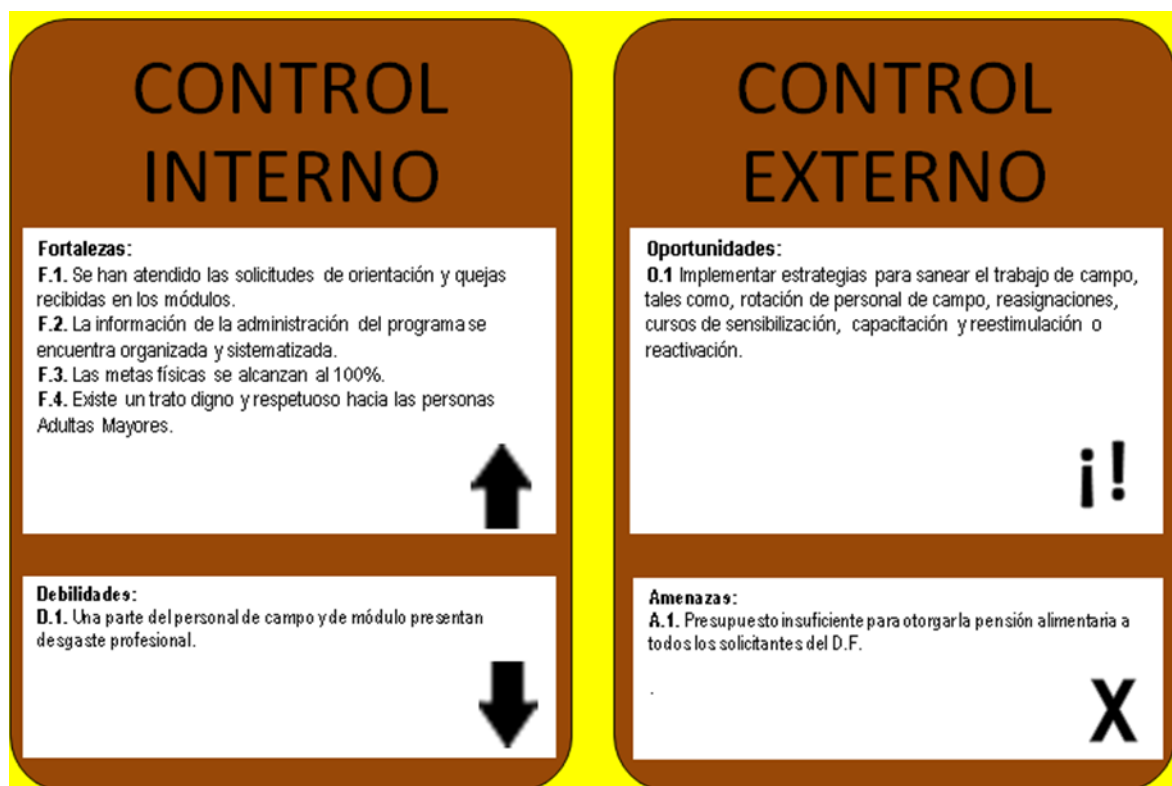 CONTROL
INTERNO
Fortalezas:
F.1. Se han atendido las solicitudes de orientación y quejas
recibidas en los módulos.
F.2. La información de la administración del programa se
encuentra organizada y sistematizada.
F.3. Las metas físicas se alcanzan al 100%.
F.4. Existe un trato digno y respetuoso hacia las personas
Adultas Mayores.
Debilidades:
D.1. Una parte del personal de campo y de módulo presentan
desgaste profesional.
CONTROL
EXTERNO
Oportunidades:
O.1 Implementar estrategias para sanear el trabajo de campo,
tales como, rotación de personal de campo, reasignaciones,
cursos de sensibilización, capacitación y reestimulación o
reactivación.
¡!
Amenazas:
A.1. Presupuesto insuficiente para otorgar la pensión alimentaria a
todos los solicitantes del D.F.
.
X